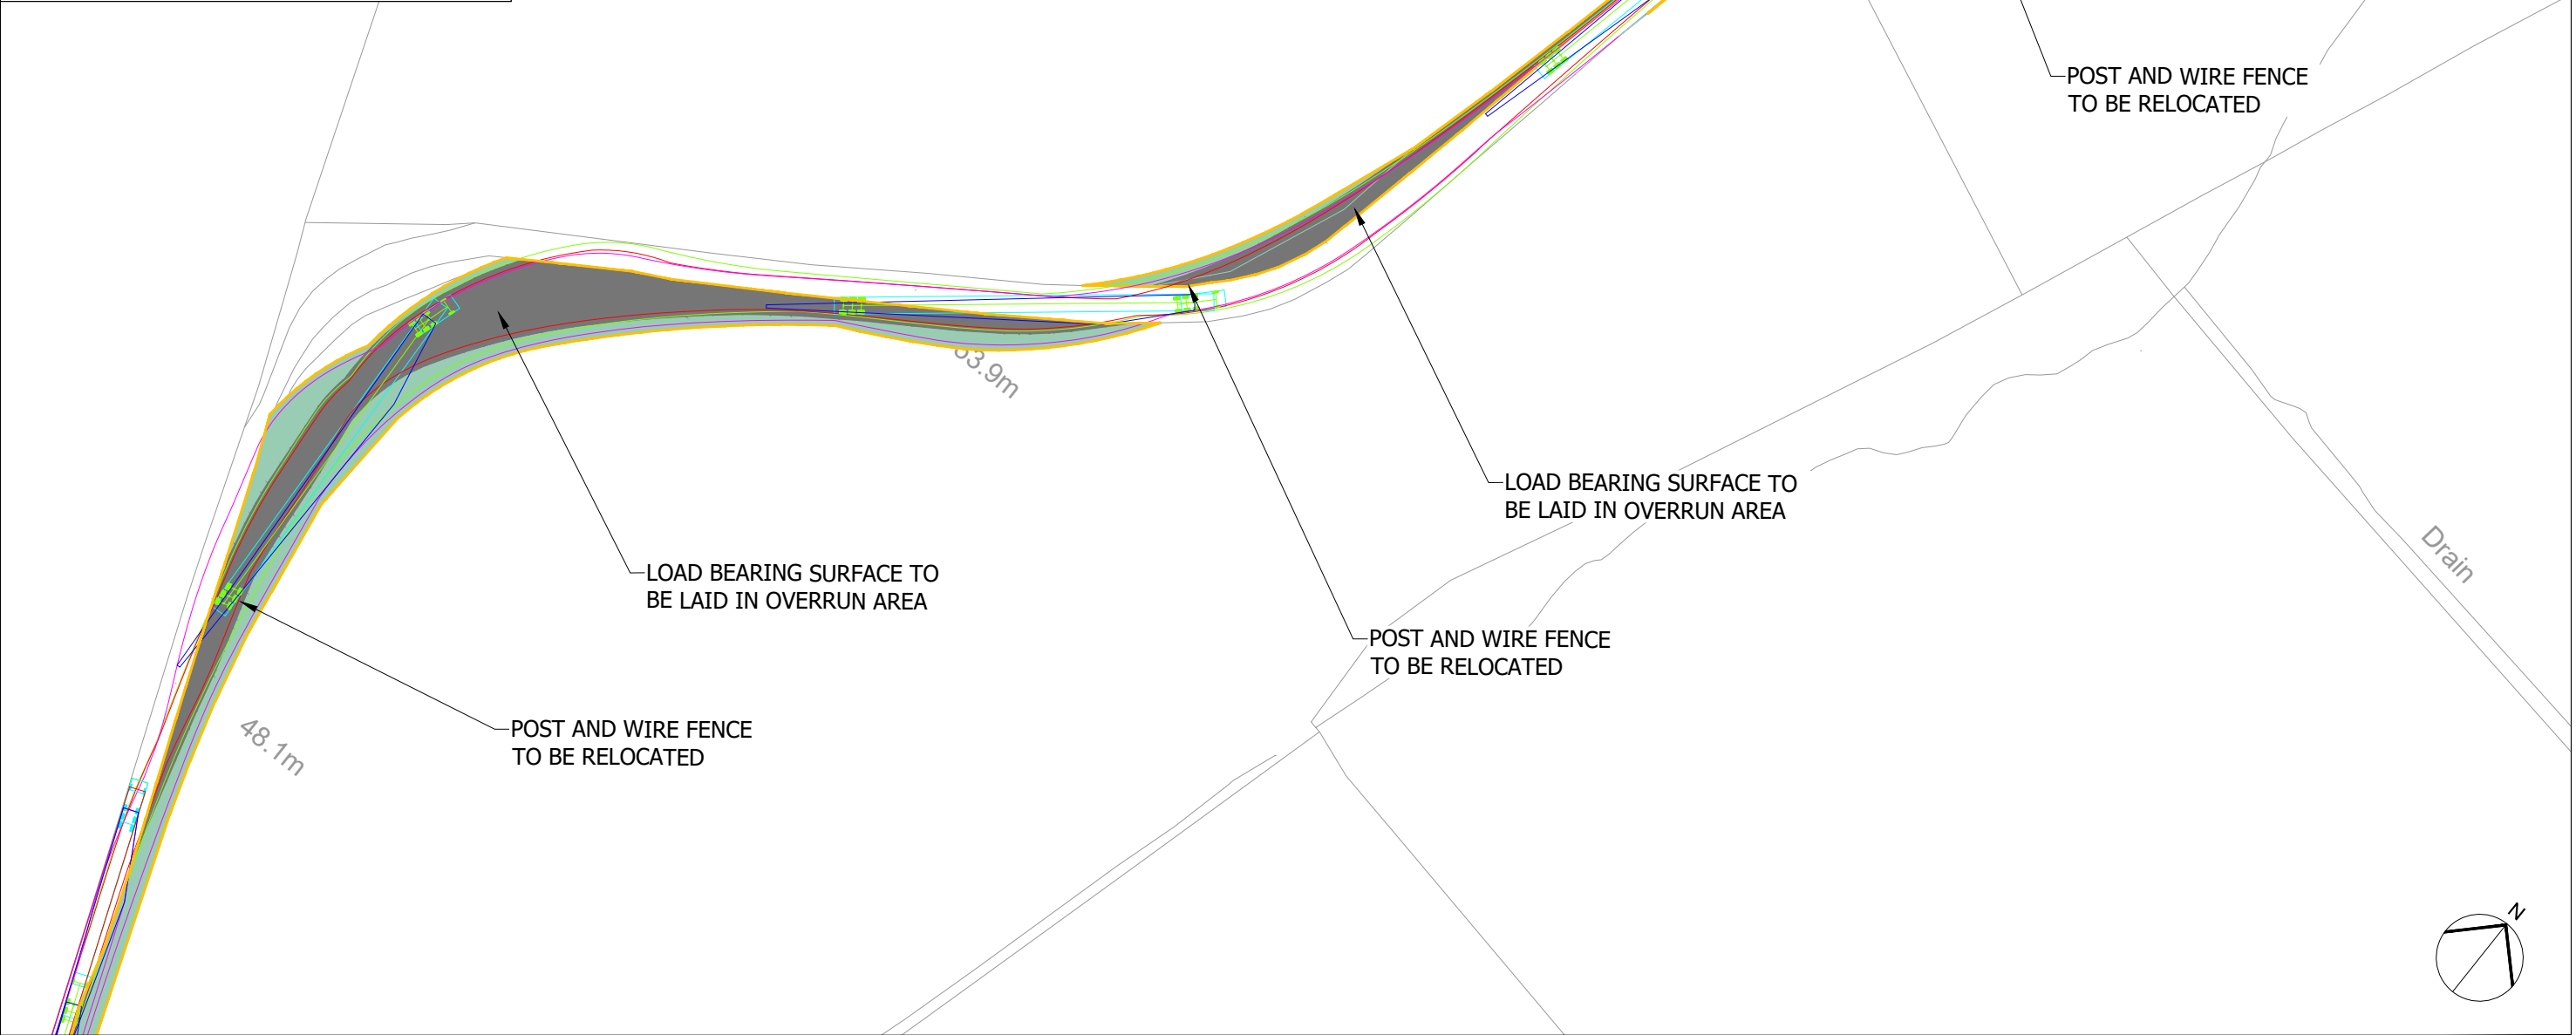 POST AND WIRE FENCE
TO BE RELOCATED
53.9m
LOAD BEARING SURFACE TO
BE LAID IN OVERRUN AREA
Drain
LOAD BEARING SURFACE TO
BE LAID IN OVERRUN AREA
POST AND WIRE FENCE
TO BE RELOCATED
POST AND WIRE FENCE
TO BE RELOCATED
48.1m
N